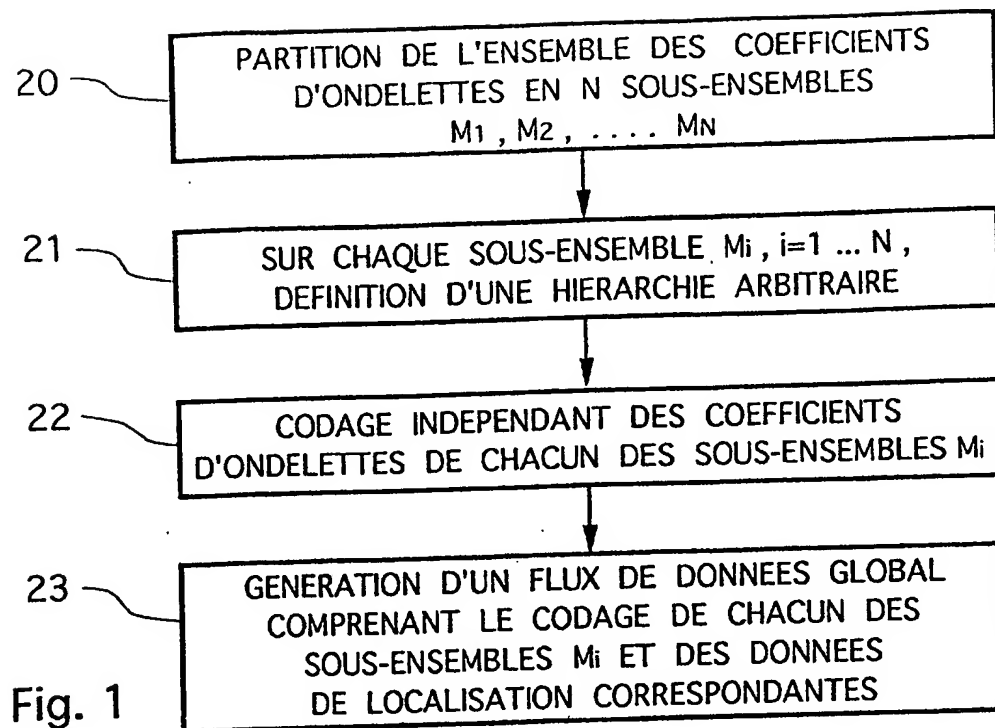 20
PARTITION DE L'ENSEMBLE DES COEFFICIENTS
D'ONDELETTES EN N SOUS-ENSEMBLES
M1 , M2 , . . . . MN
21
SUR CHAQUE SOUS-ENSEMBLE Mi , i=1 ... N ,
DEFINITION D'UNE HIERARCHIE ARBITRAIRE
22
CODAGE INDEPENDANT DES COEFFICIENTS
D'ONDELETTES DE CHACUN DES SOUS-ENSEMBLES Mi
23
GENERATION D'UN FLUX DE DONNEES GLOBAL
COMPRENANT LE CODAGE DE CHACUN DES
SOUS-ENSEMBLES Mi ET DES DONNEES
DE LOCALISATION CORRESPONDANTES
Fig. 1